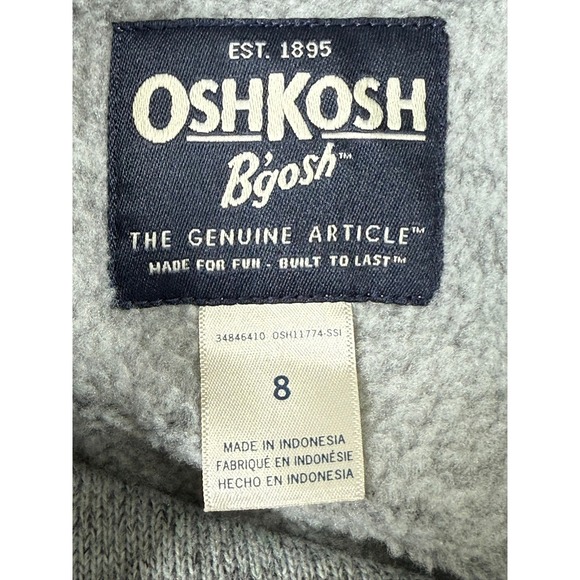 EST. 1895
OSHKOSH
B'gosh™
THE GENUINE ARTICLE™
MADE FOR FUN - BUILT TO LAST™
34846410 OSH11774-SSI
8
MADE IN INDONESIA
FABRIQUÉ EN INDONÉSIE
HECHO EN INDONESIA